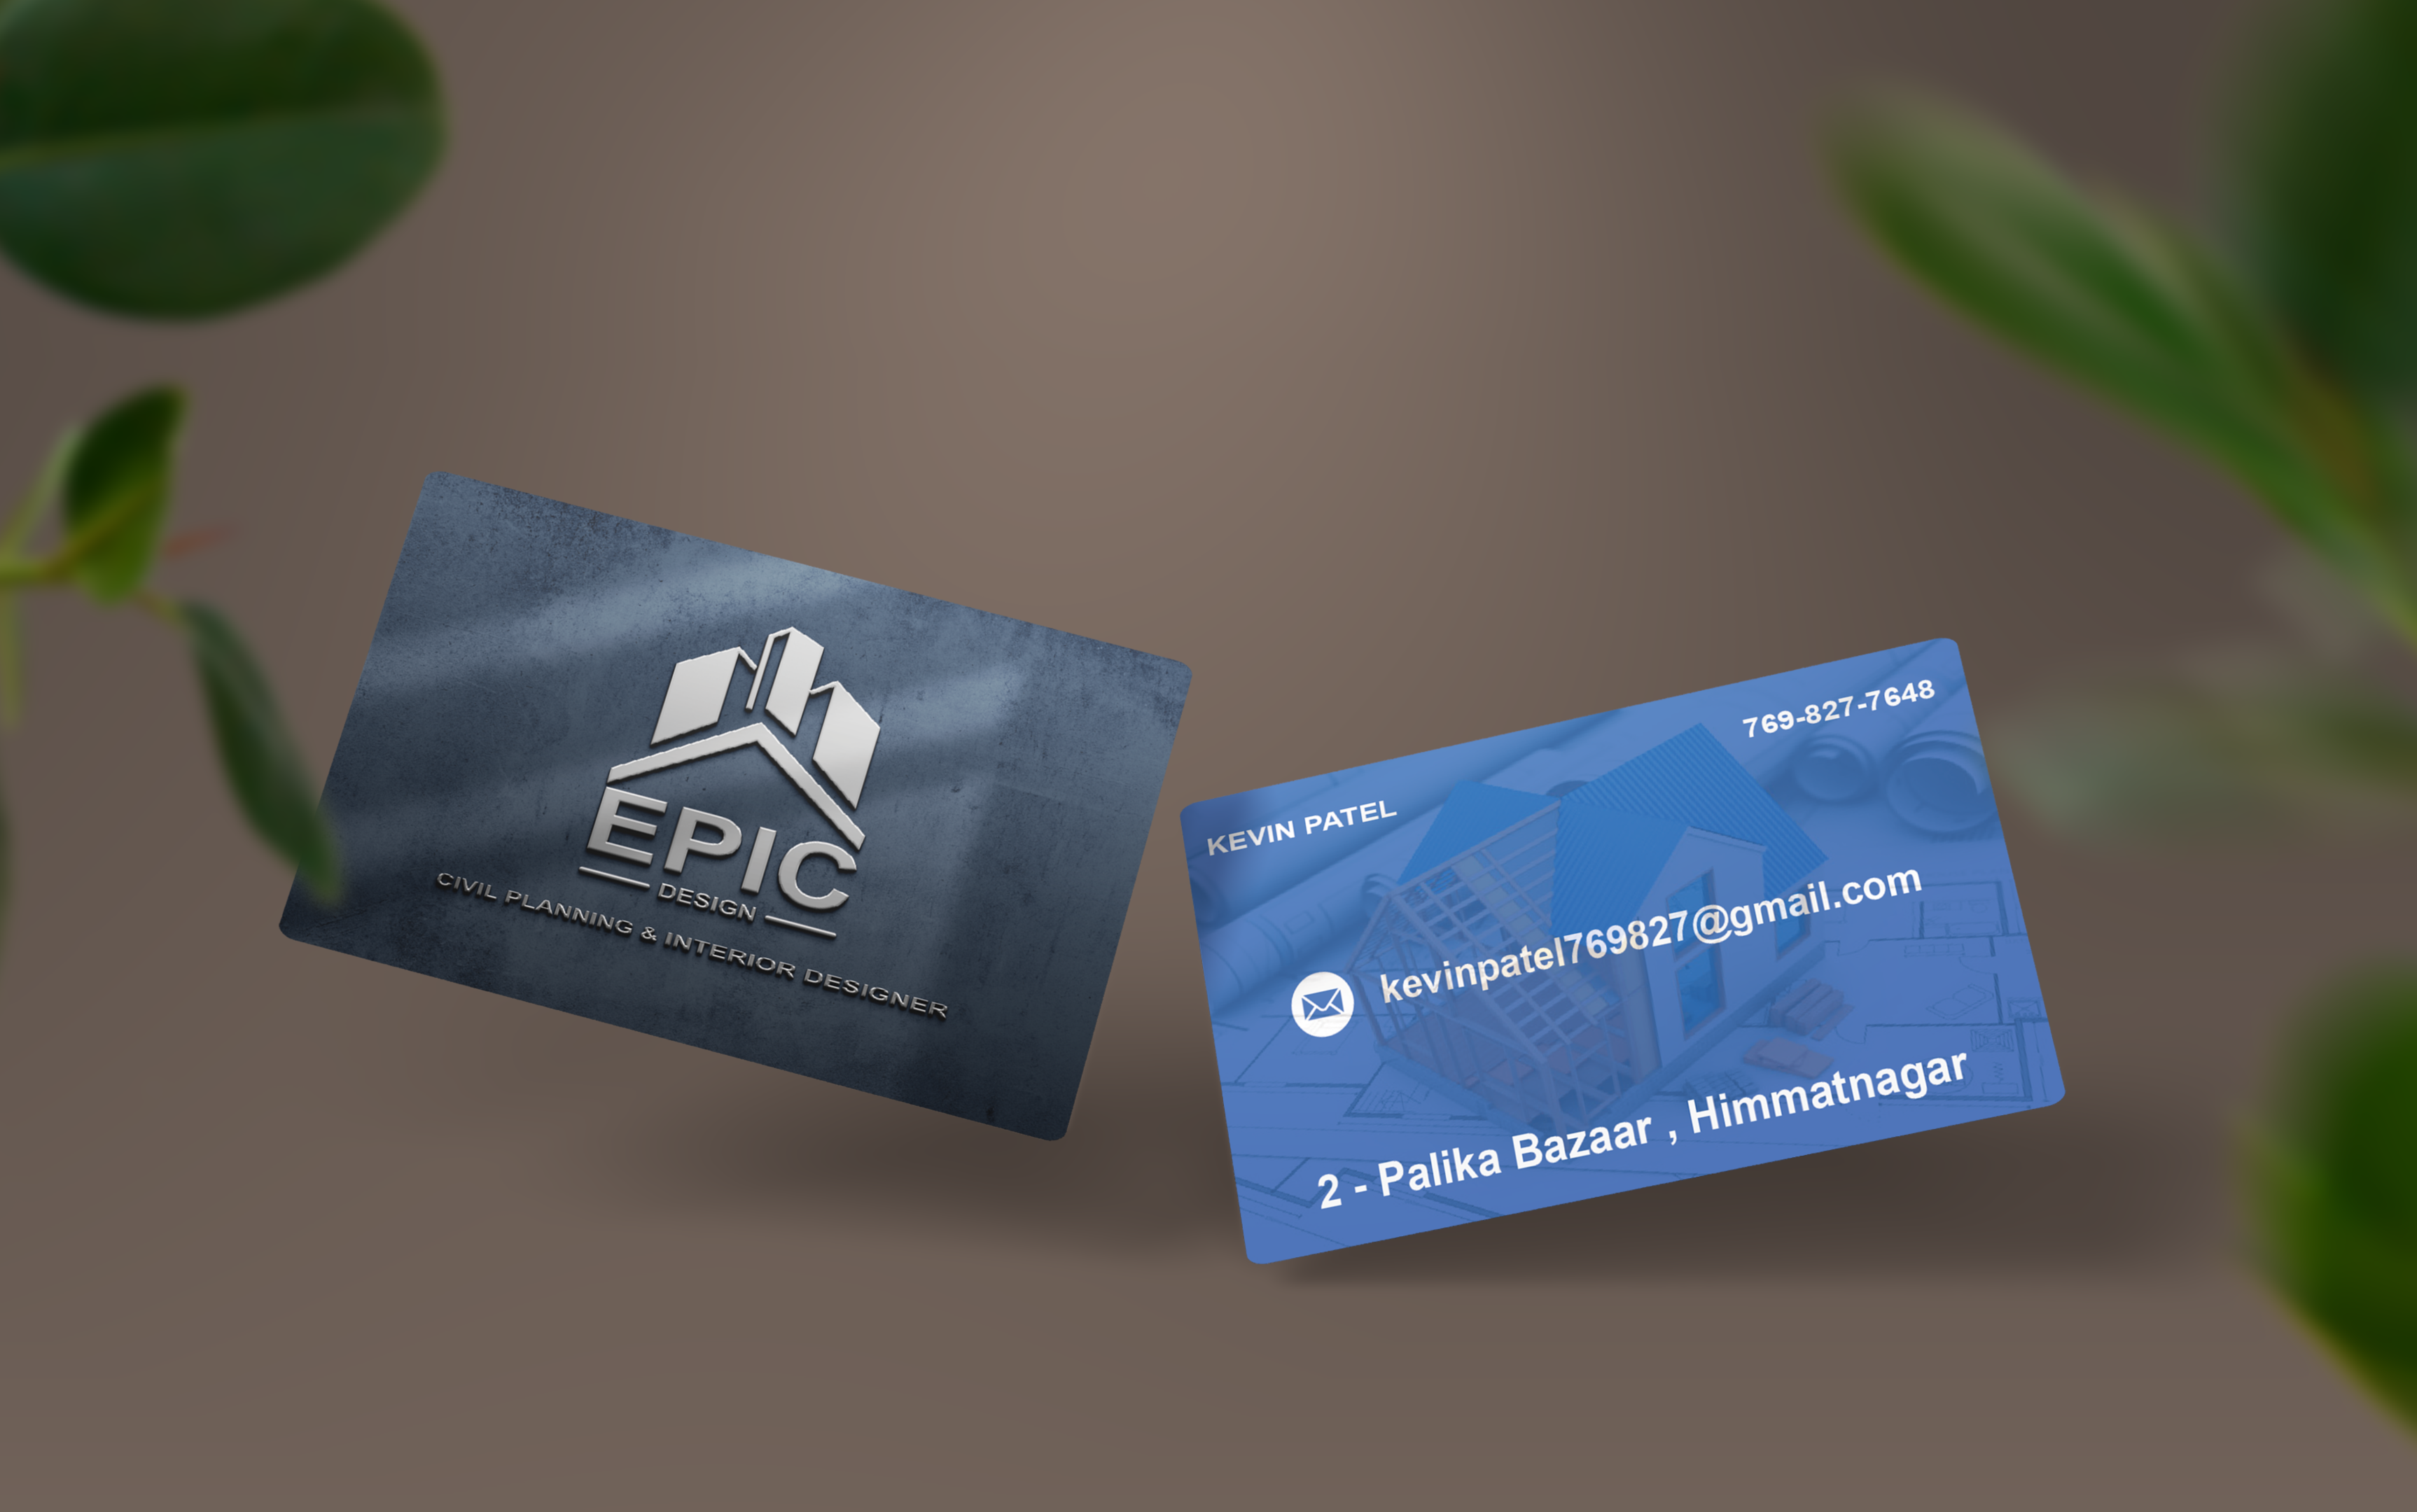 EPIC
DESIGN
CIVIL PLANNING & INTERIOR DESIGNER
KEVIN PATEL
769-827-7648
kevinpatel769827@gmail.com
2 - Palika Bazaar , Himmatnagar